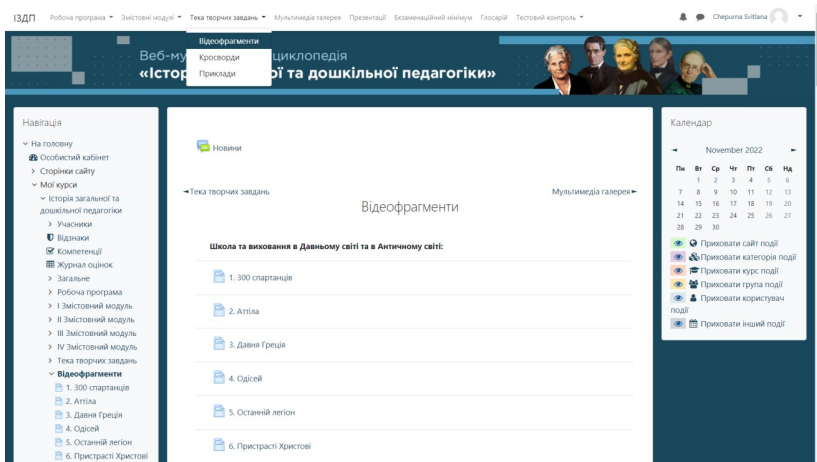 ІЗДП Робоча програма Змістовні модулі Тека творчих завдань Мультимедіа галерея Презентації Екзаменаційний мінімум Глосарій Тестовий контроль Chepurna Svitlana
Відеофрагменти
Кросворди
Приклади
Веб-му циклопедія
«Істор ої та дошкільної педагогіки»
Навігація
На головну
Особистий кабінет
Сторінки сайту
Мої курси
Історія загальної та
дошкільної педагогіки
Учасники
Відзнаки
Компетенції
Журнал оцінок
Загальне
Робоча програма
І Змістовний модуль
ІІ Змістовний модуль
ІІІ Змістовний модуль
IV Змістовний модуль
Тека творчих завдань
Відеофрагменти
1. 300 спартанців
2. Аттіла
3. Давня Греція
4. Одісей
5. Останній легіон
6. Пристрасті Христові
Новини
◄Тека творчих завдань Мультимедіа галерея►
Відеофрагменти
Школа та виховання в Давньому світі та в Античному світі:
1. 300 спартанців
2. Аттіла
3. Давня Греція
4. Одісей
5. Останній легіон
6. Пристрасті Христові
Календар
◄ November 2022 ►
Пн Вт Ср Чт Пт Сб Нд
1 2 3 4 5 6
7 8 9 10 11 12 13
14 15 16 17 18 19 20
21 22 23 24 25 26 27
28 29 30
Приховати сайт події
Приховати категорія події
Приховати курс події
Приховати група події
Приховати користувач
події
Приховати інший події